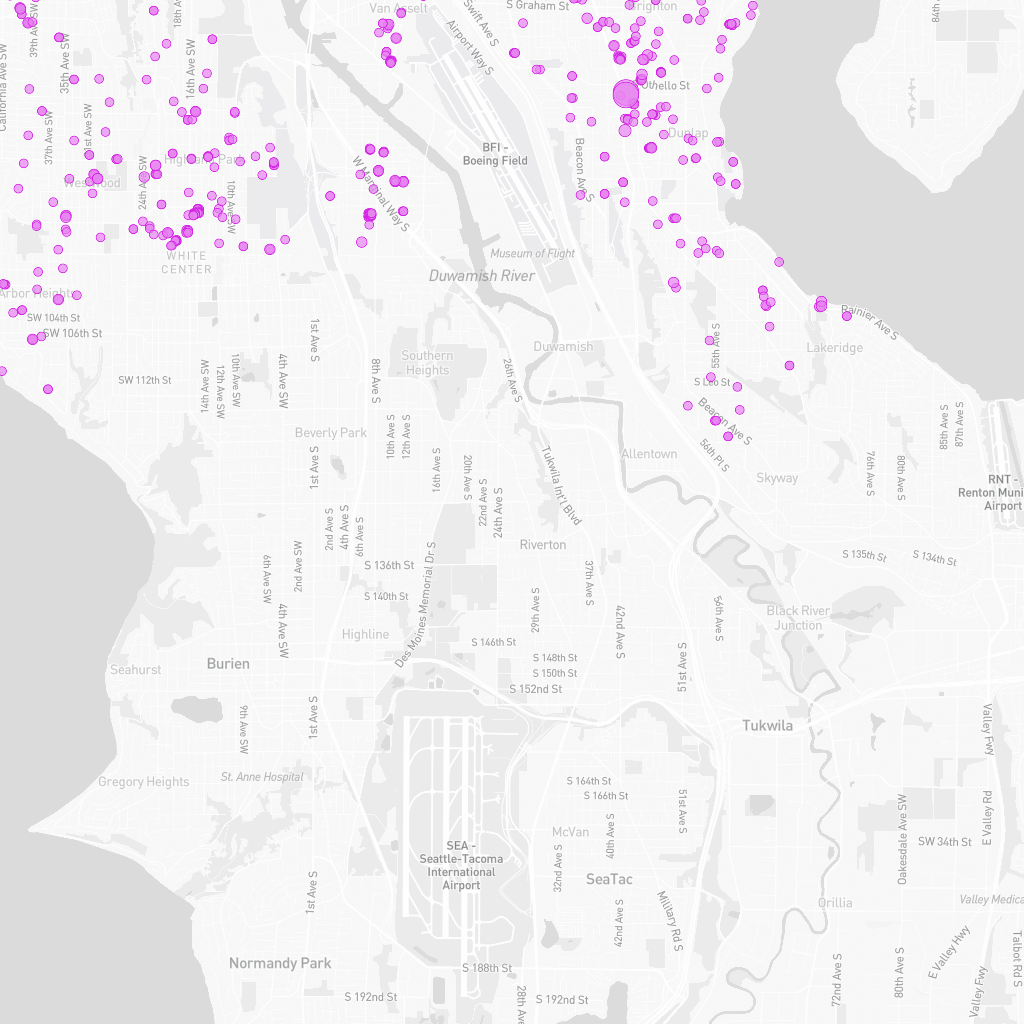 18th Ave
Van Asselt
Swift Ave S
S Graham St
Brighton
84th Ave
39th Ave SW
California Ave SW
35th Ave SW
16th Ave SW
Airport Way S
Othello St
37th Ave SW
31st Ave SW
Dunlap
BFI -
Boeing Field
Beacon Ave S
Highland Park
24th Ave SW
Westwood
10th Ave SW
W Marginal Way S
WHITE
CENTER
Museum of Flight
Duwamish River
Arbor Heights
SW 104th St
SW 106th St
Rainier Ave S
1st Ave S
Duwamish
Lakeridge
55th Ave S
Southern
Heights
8th Ave S
26th Ave S
SW 112th St
14th Ave SW
12th Ave SW
10th Ave SW
4th Ave SW
S Leo St
Beacon Ave S
10th Ave S
12th Ave S
85th Ave S
87th Ave S
Beverly Park
1st Ave S
16th Ave S
20th Ave S
22nd Ave S
24th Ave S
Tukwila Int'l Blvd
Allentown
56th Pl S
Skyway
76th Ave S
80th Ave S
RNT -
Renton Muni
Airport
2nd Ave S
4th Ave S
6th Ave S
Riverton
S 135th St
S 134th St
6th Ave SW
2nd Ave SW
S 136th St
S 140th St
Des Moines Memorial Dr S
37th Ave S
29th Ave S
42nd Ave S
56th Ave S
Black River
Junction
4th Ave SW
Highline
S 146th St
S 148th St
S 150th St
S 152nd St
51st Ave S
Seahurst
Burien
9th Ave SW
1st Ave S
Tukwila
Valley Fwy
Gregory Heights
St. Anne Hospital
S 164th St
S 166th St
51st Ave S
E Valley Rd
Oakesdale Ave SW
SW 34th St
McVan
40th Ave S
SEA -
Seattle-Tacoma
International
Airport
32nd Ave S
SeaTac
1st Ave S
42nd Ave S
Military Rd S
Orillia
Valley Medica
E Valley Hwy
Talbot Rd S
Normandy Park
S 188th St
S 192nd St
28th Ave
S 192nd St
72nd Ave S
80th Ave S
Valley Fwy